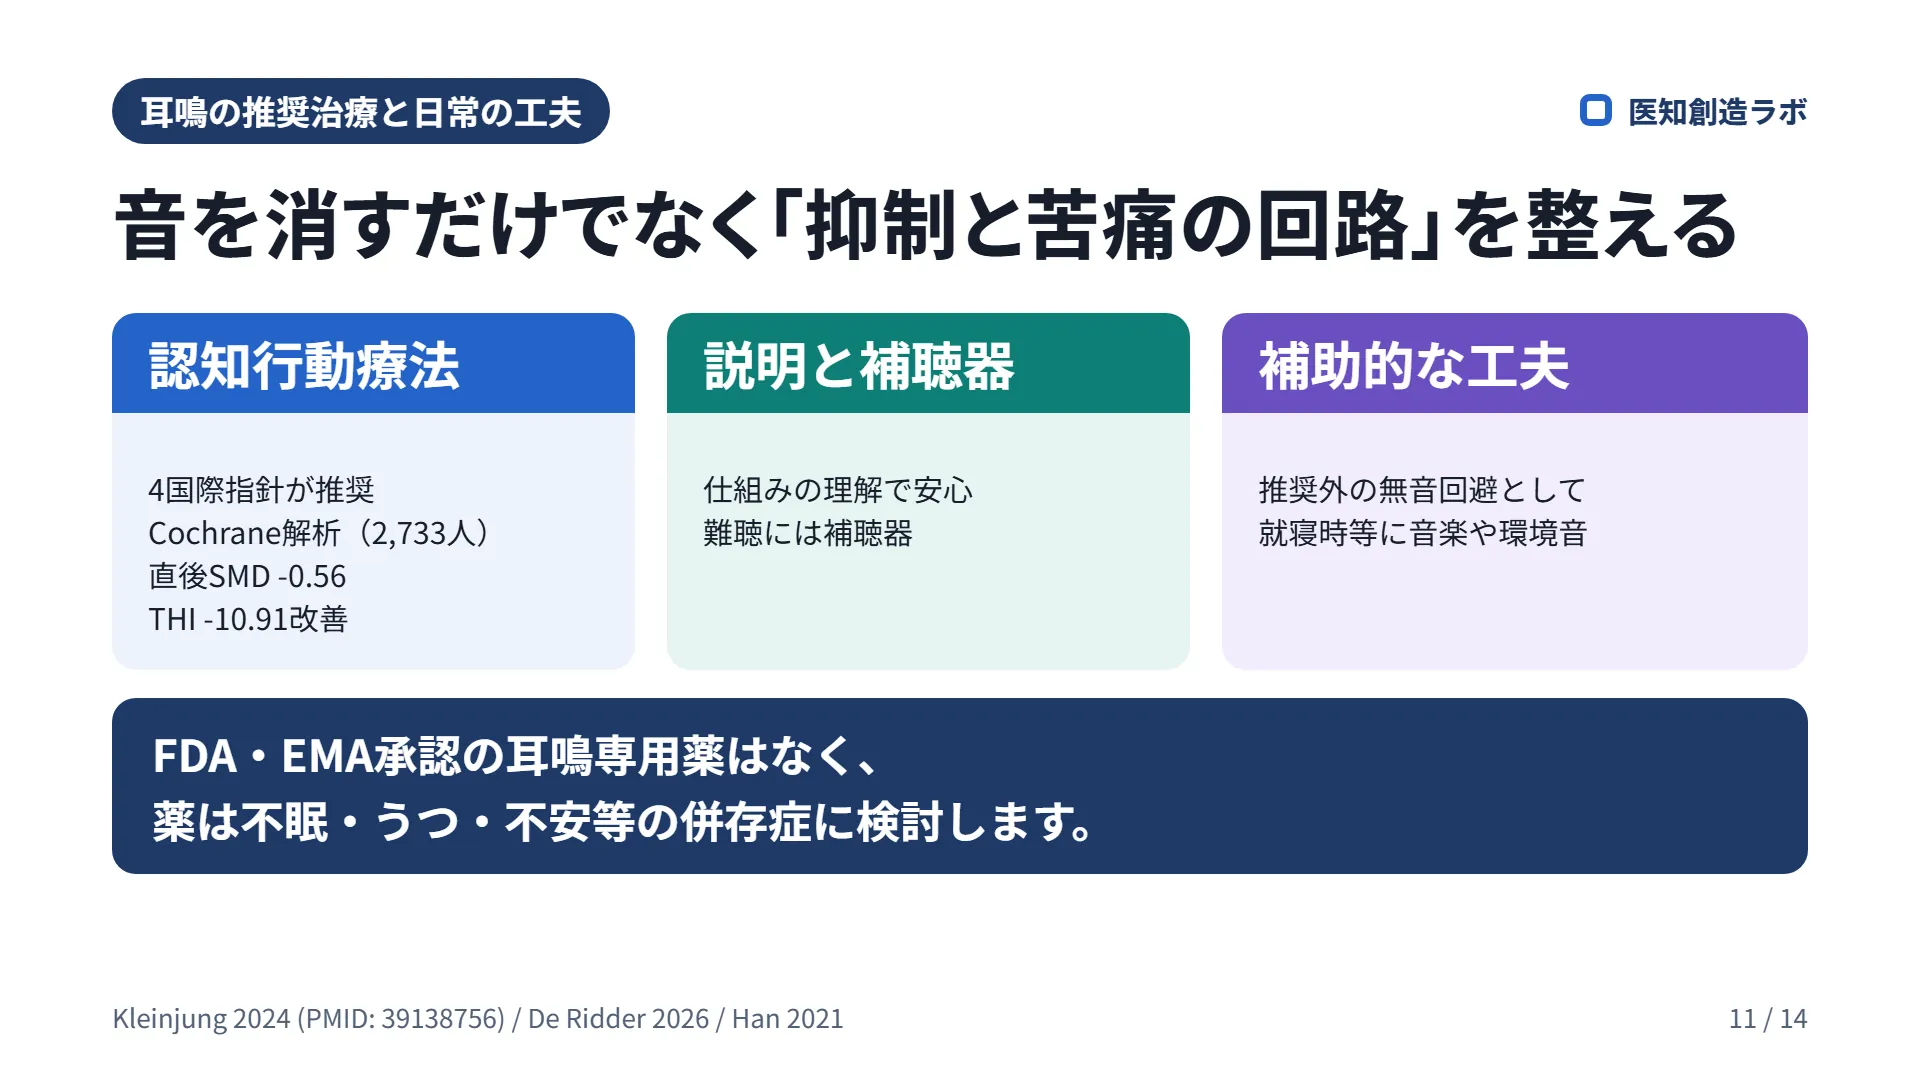 耳鳴の推奨治療と日常の工夫
医知創造ラボ
音を消すだけでなく「抑制と苦痛の回路」を整える
認知行動療法
4国際指針が推奨
Cochrane解析（2,733人）
直後SMD -0.56
THI -10.91改善
説明と補聴器
仕組みの理解で安心
難聴には補聴器
補助的な工夫
推奨外の無音回避として
就寝時等に音楽や環境音
FDA・EMA承認の耳鳴専用薬はなく、
薬は不眠・うつ・不安等の併存症に検討します。
Kleinjung 2024 (PMID: 39138756) / De Ridder 2026 / Han 2021
11 / 14